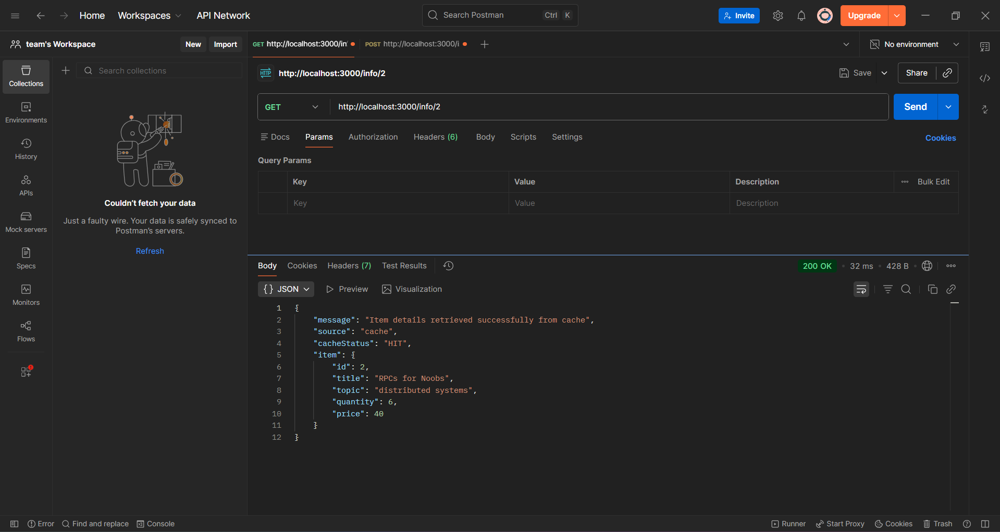 Home Workspaces API Network Search Postman Ctrl K Invite Upgrade
team's Workspace New Import GET http://localhost:3000/in POST http://localhost:3000/i No environment
Collections
Search collections
Environments
History
APIs
Mock servers
Specs
Monitors
Flows
Couldn’t fetch your data
Just a faulty wire. Your data is safely synced to
Postman’s servers.
Refresh
HTTP http://localhost:3000/info/2 Save Share
GET http://localhost:3000/info/2 Send
Docs Params Authorization Headers (6) Body Scripts Settings Cookies
Query Params
Key Value Description Bulk Edit
Key Value Description
Body Cookies Headers (7) Test Results 200 OK 32 ms 428 B
{} JSON Preview Visualization
1 {
2 "message": "Item details retrieved successfully from cache",
3 "source": "cache",
4 "cacheStatus": "HIT",
5 "item": {
6 "id": 2,
7 "title": "RPCs for Noobs",
8 "topic": "distributed systems",
9 "quantity": 6,
10 "price": 40
11 }
12 }
Error Find and replace Console Runner Start Proxy Cookies Trash